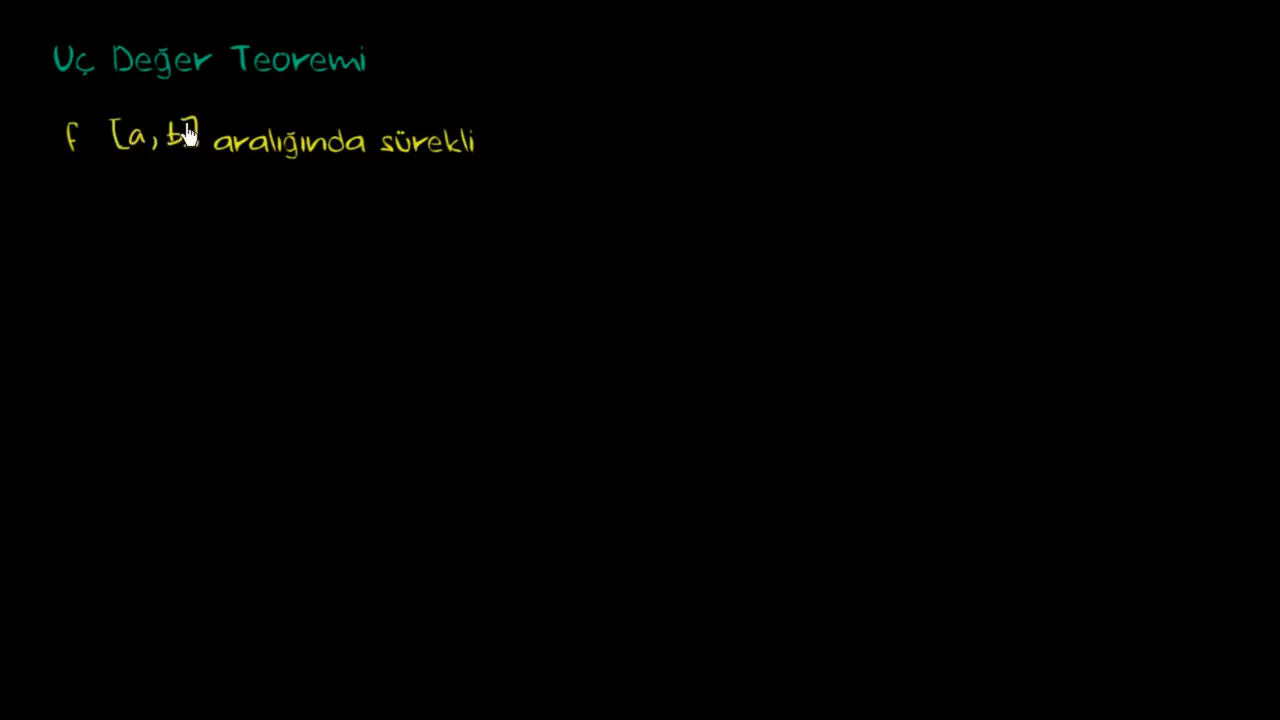 Uç Değer Teoremi
f [a, b] aralığında sürekli